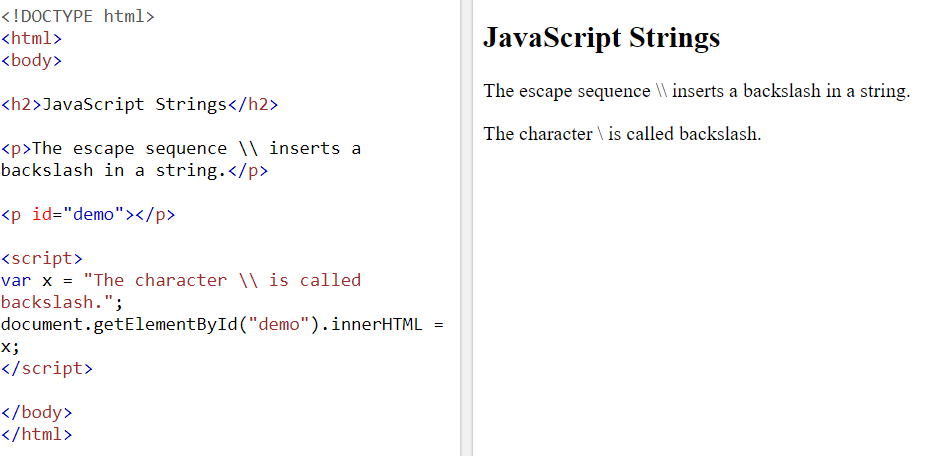 <!DOCTYPE html>
<html>
<body>
<h2>JavaScript Strings</h2>
<p>The escape sequence \\ inserts a
backslash in a string.</p>
<p id="demo"></p>
<script>
var x = "The character \\ is called
backslash.";
document.getElementById("demo").innerHTML =
x;
</script>
</body>
</html>
JavaScript Strings
The escape sequence \\ inserts a backslash in a string.
The character \ is called backslash.